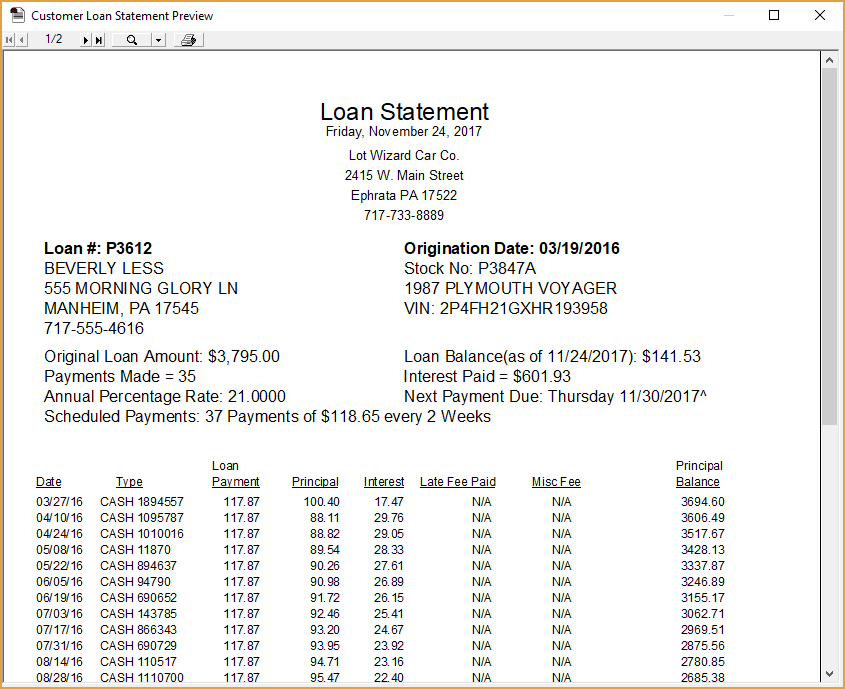 Customer Loan Statement Preview
1/2
Loan Statement
Friday, November 24, 2017
Lot Wizard Car Co.
2415 W. Main Street
Ephrata PA 17522
717-733-8889
Loan #: P3612 Origination Date: 03/19/2016
BEVERLY LESS Stock No: P3847A
555 MORNING GLORY LN 1987 PLYMOUTH VOYAGER
MANHEIM, PA 17545 VIN: 2P4FH21GXHR193958
717-555-4616
Original Loan Amount: $3,795.00 Loan Balance(as of 11/24/2017): $141.53
Payments Made = 35 Interest Paid = $601.93
Annual Percentage Rate: 21.0000 Next Payment Due: Thursday 11/30/2017^
Scheduled Payments: 37 Payments of $118.65 every 2 Weeks
Loan Principal
Date Type Payment Principal Interest Late Fee Paid Misc Fee Balance
03/27/16 CASH 1894557 117.87 100.40 17.47 N/A N/A 3694.60
04/10/16 CASH 1095787 117.87 88.11 29.76 N/A N/A 3606.49
04/24/16 CASH 1010016 117.87 88.82 29.05 N/A N/A 3517.67
05/08/16 CASH 11870 117.87 89.54 28.33 N/A N/A 3428.13
05/22/16 CASH 894637 117.87 90.26 27.61 N/A N/A 3337.87
06/05/16 CASH 94790 117.87 90.98 26.89 N/A N/A 3246.89
06/19/16 CASH 690652 117.87 91.72 26.15 N/A N/A 3155.17
07/03/16 CASH 143785 117.87 92.46 25.41 N/A N/A 3062.71
07/17/16 CASH 866343 117.87 93.20 24.67 N/A N/A 2969.51
07/31/16 CASH 690729 117.87 93.95 23.92 N/A N/A 2875.56
08/14/16 CASH 110517 117.87 94.71 23.16 N/A N/A 2780.85
08/28/16 CASH 1110700 117.87 95.47 22.40 N/A N/A 2685.38